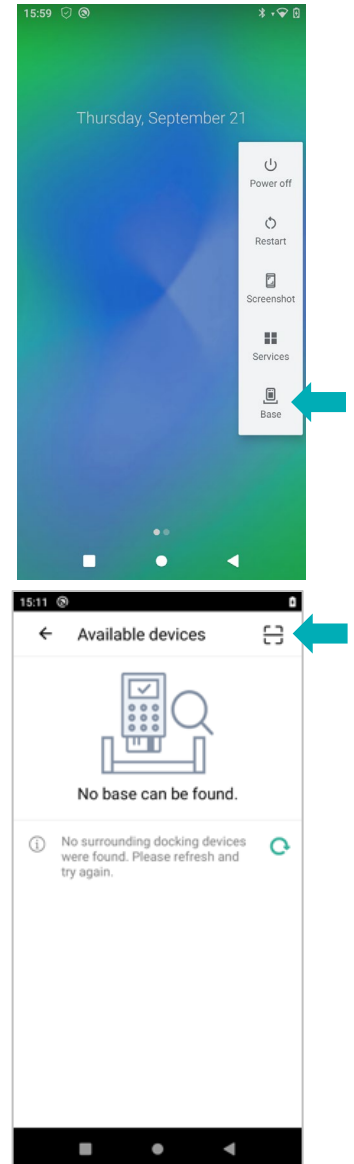 15:59
Thursday, September 21
Power off
Restart
Screenshot
Services
Base
15:11
Available devices
No base can be found.
No surrounding docking devices
were found. Please refresh and
try again.